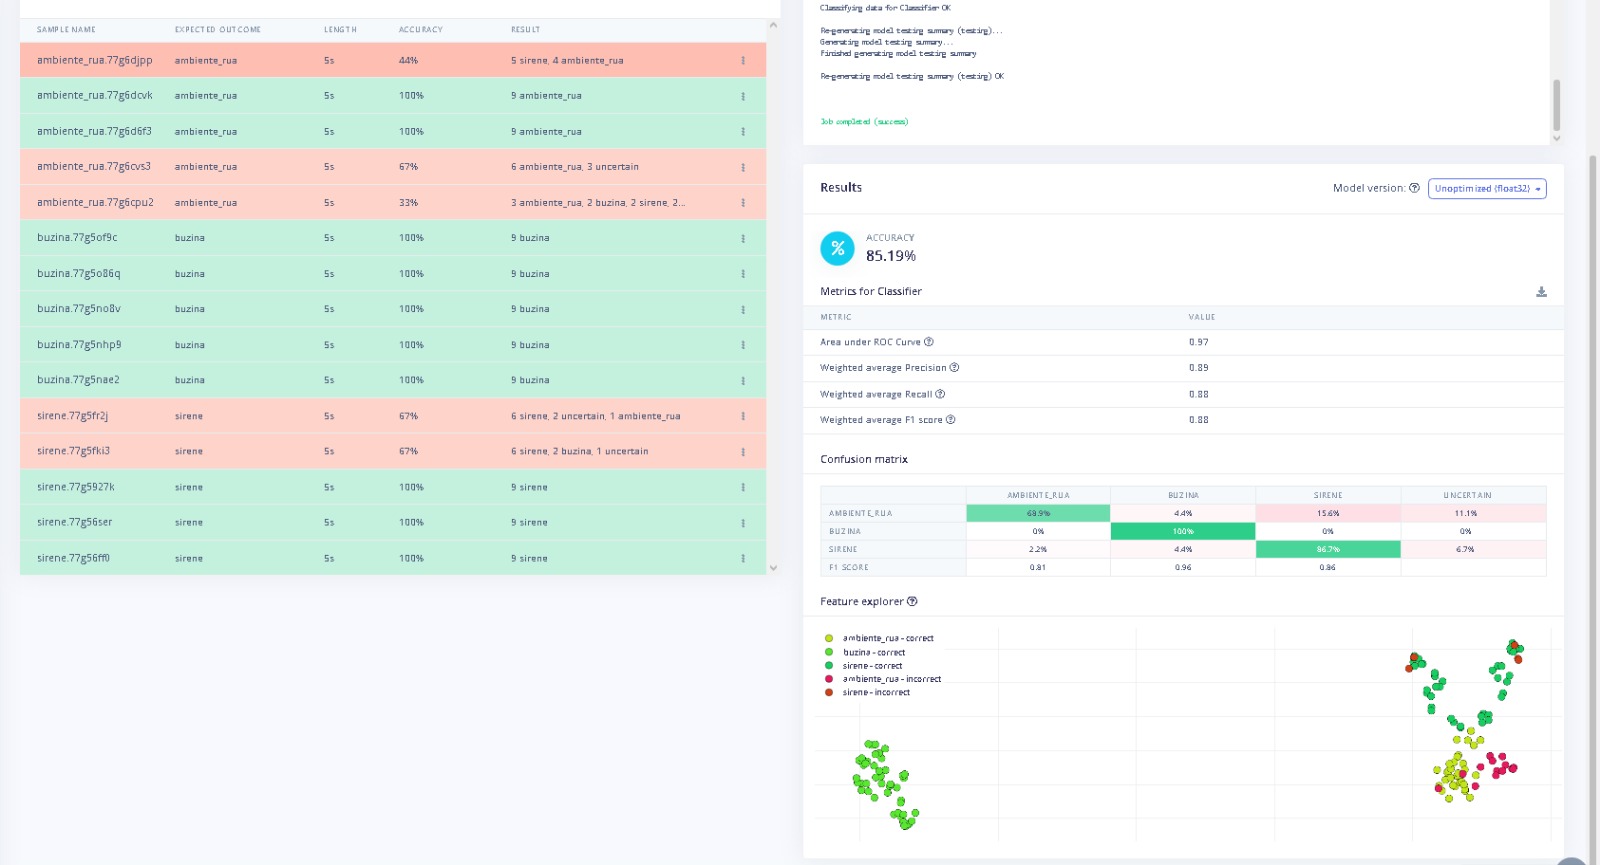 SAMPLE NAME EXPECTED OUTCOME LENGTH ACCURACY RESULT
ambiente_rua.77g6djpp ambiente_rua 5s 44% 5 sirene, 4 ambiente_rua
ambiente_rua.77g6dcvk ambiente_rua 5s 100% 9 ambiente_rua
ambiente_rua.77g6d6f3 ambiente_rua 5s 100% 9 ambiente_rua
ambiente_rua.77g6cvs3 ambiente_rua 5s 67% 6 ambiente_rua, 3 uncertain
ambiente_rua.77g6cpu2 ambiente_rua 5s 33% 3 ambiente_rua, 2 buzina, 2 sirene, 2...
buzina.77g5of9c buzina 5s 100% 9 buzina
buzina.77g5o86q buzina 5s 100% 9 buzina
buzina.77g5no8v buzina 5s 100% 9 buzina
buzina.77g5nhp9 buzina 5s 100% 9 buzina
buzina.77g5nae2 buzina 5s 100% 9 buzina
sirene.77g5fr2j sirene 5s 67% 6 sirene, 2 uncertain, 1 ambiente_rua
sirene.77g5fki3 sirene 5s 67% 6 sirene, 2 buzina, 1 uncertain
sirene.77g5927k sirene 5s 100% 9 sirene
sirene.77g56ser sirene 5s 100% 9 sirene
sirene.77g56ff0 sirene 5s 100% 9 sirene
Classifying data for Classifier OK
Re-generating model testing summary (testing)...
Generating model testing summary...
Finished generating model testing summary
Re-generating model testing summary (testing) OK
Job completed (success)
Results Model version: Unoptimized (float32)
%
ACCURACY
85.19%
Metrics for Classifier
METRIC VALUE
Area under ROC Curve 0.97
Weighted average Precision 0.89
Weighted average Recall 0.88
Weighted average F1 score 0.88
Confusion matrix
AMBIENTE_RUA BUZINA SIRENE UNCERTAIN
AMBIENTE_RUA 68.9% 4.4% 15.6% 11.1%
BUZINA 0% 100% 0% 0%
SIRENE 2.2% 4.4% 86.7% 6.7%
F1 SCORE 0.81 0.96 0.86
Feature explorer
ambiente_rua - correct
buzina - correct
sirene - correct
ambiente_rua - incorrect
sirene - incorrect